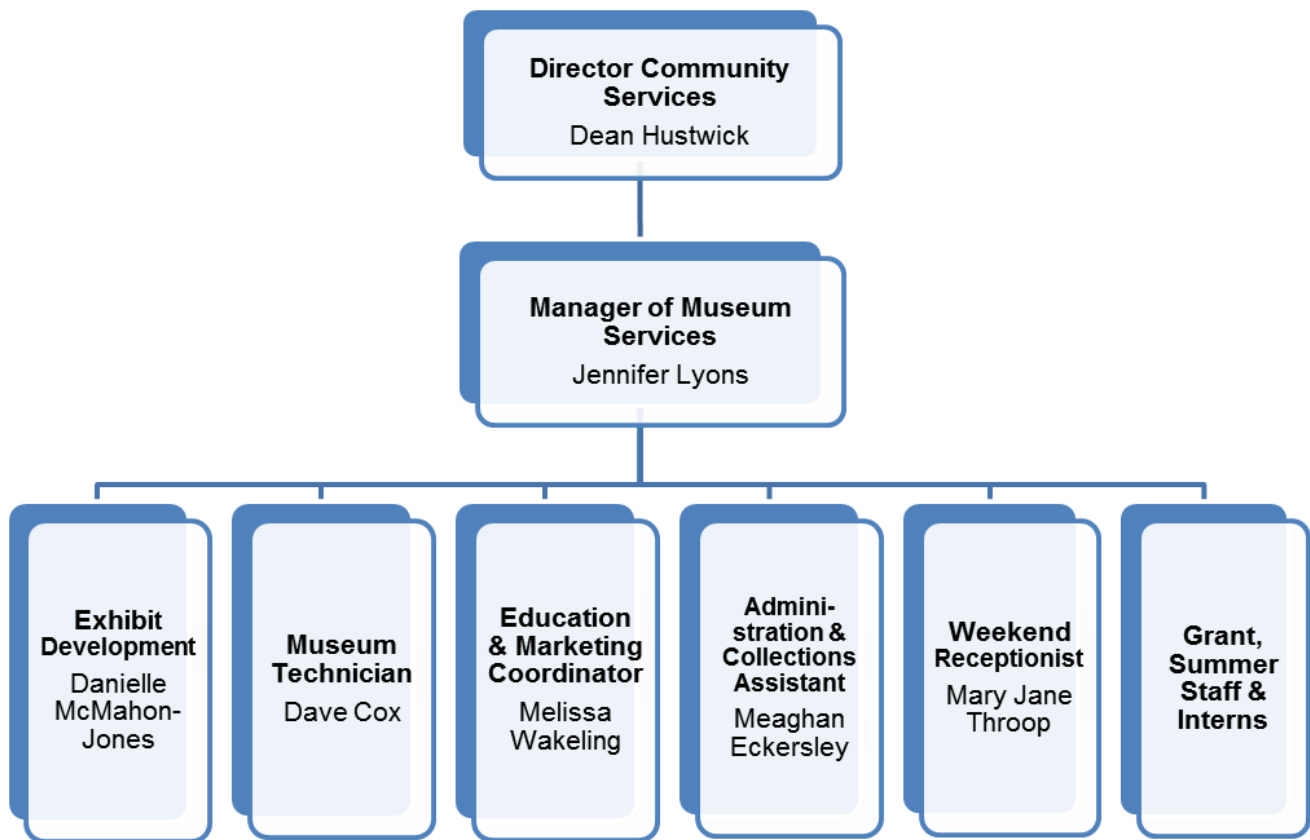 Director Community
Services
Dean Hustwick
Manager of Museum
Services
Jennifer Lyons
Exhibit
Development
Danielle
McMahon-
Jones
Museum
Technician
Dave Cox
Education
& Marketing
Coordinator
Melissa
Wakeling
Admini-
stration &
Collections
Assistant
Meaghan
Eckersley
Weekend
Receptionist
Mary Jane
Throop
Grant,
Summer
Staff &
Interns